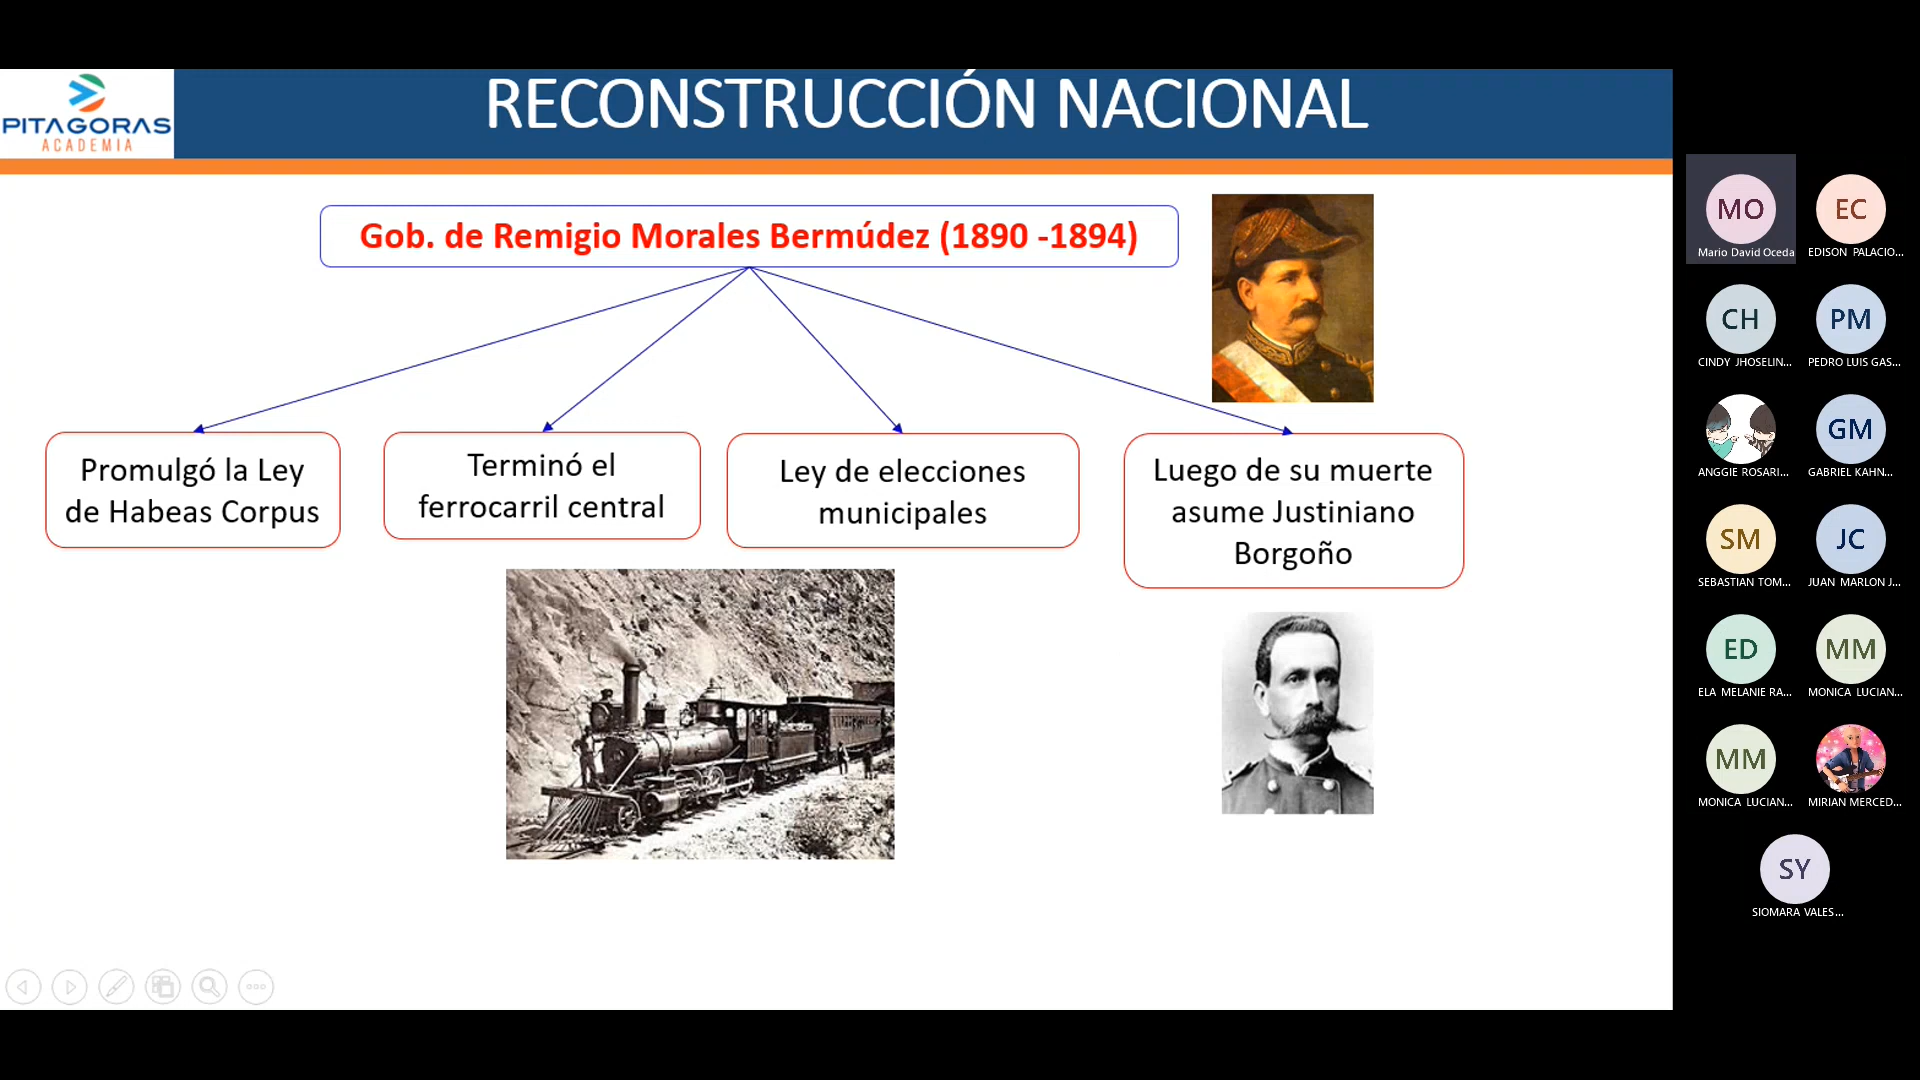 PITAGORAS
ACADEMIA
RECONSTRUCCIÓN NACIONAL
Gob. de Remigio Morales Bermúdez (1890 -1894)
Promulgó la Ley
de Habeas Corpus
Terminó el
ferrocarril central
Ley de elecciones
municipales
Luego de su muerte
asume Justiniano
Borgoño
MO
Mario David Oceda
EC
EDISON PALACIO...
CH
CINDY JHOSELIN...
PM
PEDRO LUIS GAS...
ANGGIE ROSARI...
GM
GABRIEL KAHN...
SM
SEBASTIAN TOM...
JC
JUAN MARLON J...
ED
ELA MELANIE RA...
MM
MONICA LUCIAN...
MM
MONICA LUCIAN...
MIRIAN MERCED...
SY
SIOMARA VALES...